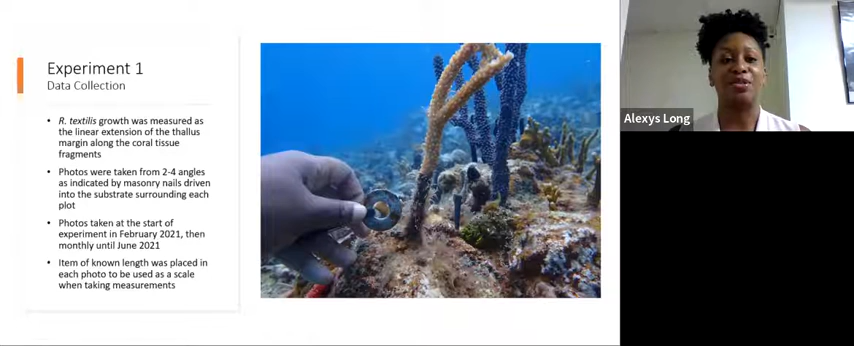 Experiment 1
Data Collection
• R. textilis growth was measured as
the linear extension of the thallus
margin along the coral tissue
fragments
• Photos were taken from 2-4 angles
as indicated by masonry nails driven
into the substrate surrounding each
plot
• Photos taken at the start of
experiment in February 2021, then
monthly until June 2021
• Item of known length was placed in
each photo to be used as a scale
when taking measurements
Alexys Long